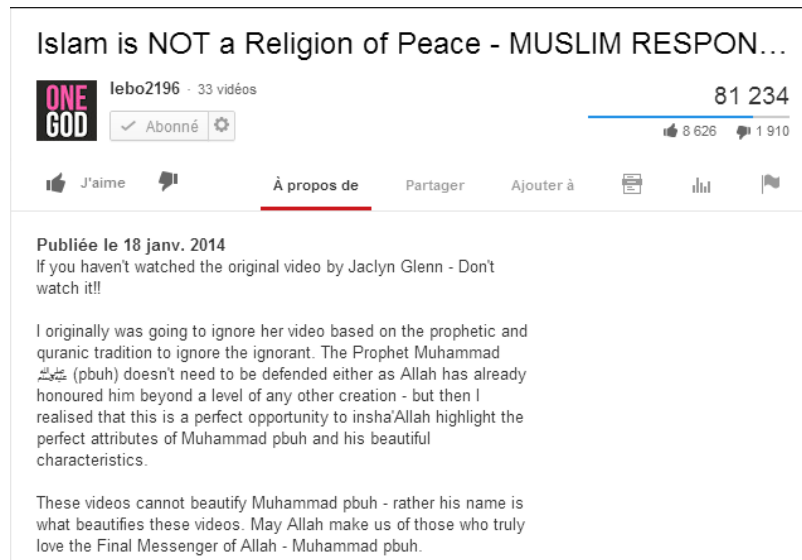 Islam is NOT a Religion of Peace - MUSLIM RESPON...
ONE
GOD
lebo2196 · 33 vidéos
Abonné
81 234
8 626
1 910
J'aime
À propos de
Partager
Ajouter à
Publiée le 18 janv. 2014
If you haven't watched the original video by Jaclyn Glenn - Don't
watch it!!
I originally was going to ignore her video based on the prophetic and
quranic tradition to ignore the ignorant. The Prophet Muhammad
ﷺ (pbuh) doesn't need to be defended either as Allah has already
honoured him beyond a level of any other creation - but then I
realised that this is a perfect opportunity to insha'Allah highlight the
perfect attributes of Muhammad pbuh and his beautiful
characteristics.
These videos cannot beautify Muhammad pbuh - rather his name is
what beautifies these videos. May Allah make us of those who truly
love the Final Messenger of Allah - Muhammad pbuh.